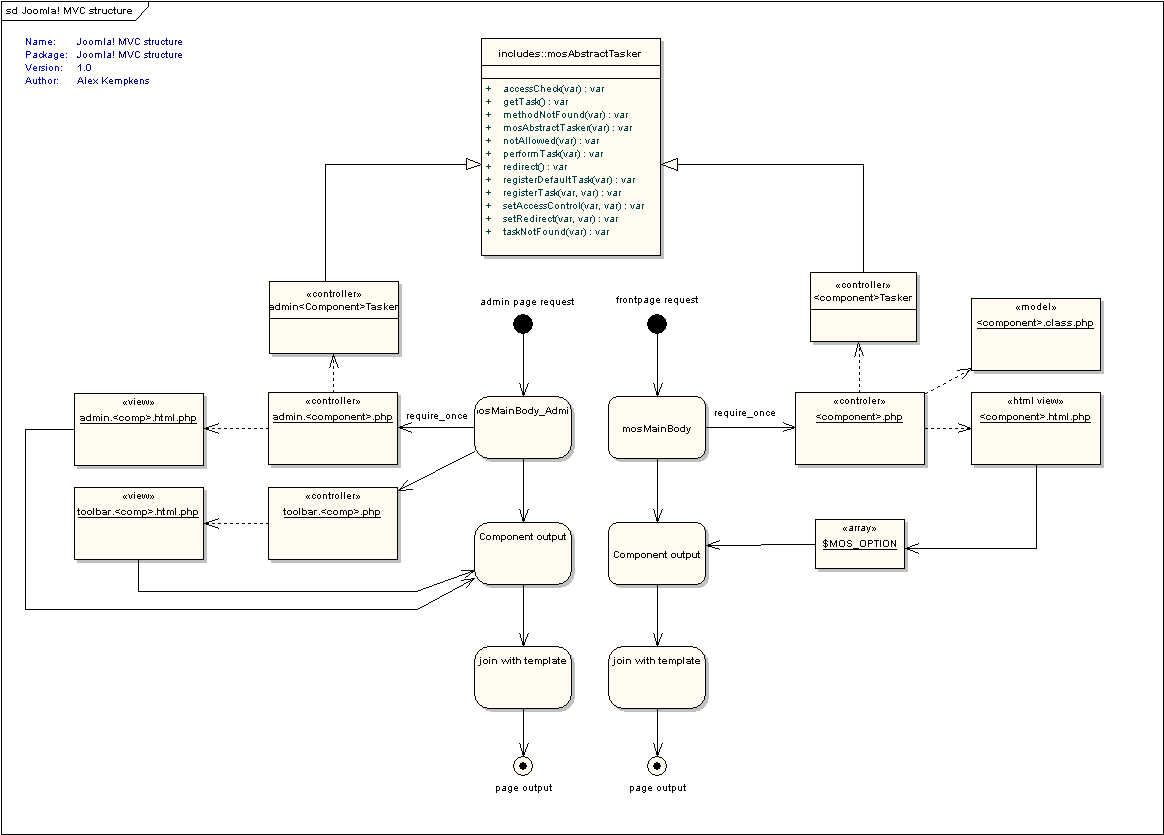 sd Joomla! MVC structure
Name: Joomla! MVC structure
Package: Joomla! MVC structure
Version: 1.0
Author: Alex Kempkens
includes::mosAbstractTasker
+ accessCheck(var) : var
+ getTask() : var
+ methodNotFound(var) : var
+ mosAbstractTasker(var) : var
+ notAllowed(var) : var
+ performTask(var) : var
+ redirect() : var
+ registerDefaultTask(var) : var
+ registerTask(var, var) : var
+ setAccessControl(var, var) : var
+ setRedirect(var, var) : var
+ taskNotFound(var) : var
«controller»
admin<Component>Tasker
admin page request
frontpage request
«controller»
<component>Tasker
«model»
<component>.class.php
«view»
admin.<comp>.html.php
«controller»
admin.<component>.php
require_once
mosMainBody_Admi
mosMainBody
require_once
«controler»
<component>.php
«html view»
<component>.html.php
«view»
toolbar.<comp>.html.php
«controller»
toolbar.<comp>.php
Component output
Component output
«array»
$MOS_OPTION
join with template
join with template
page output
page output